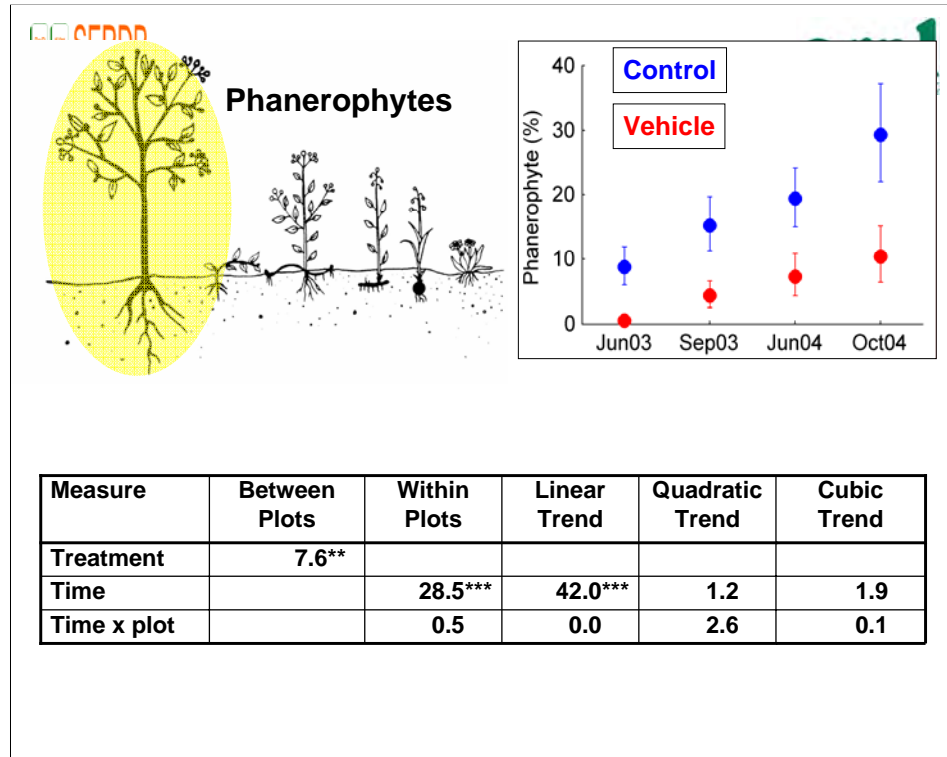 Phanerophytes
Control
Vehicle
Phanerophyte (%)
40
30
20
10
0
Jun03 Sep03 Jun04 Oct04
Measure Between Plots Within Plots Linear Trend Quadratic Trend Cubic Trend
Treatment 7.6**
Time 28.5*** 42.0*** 1.2 1.9
Time x plot 0.5 0.0 2.6 0.1